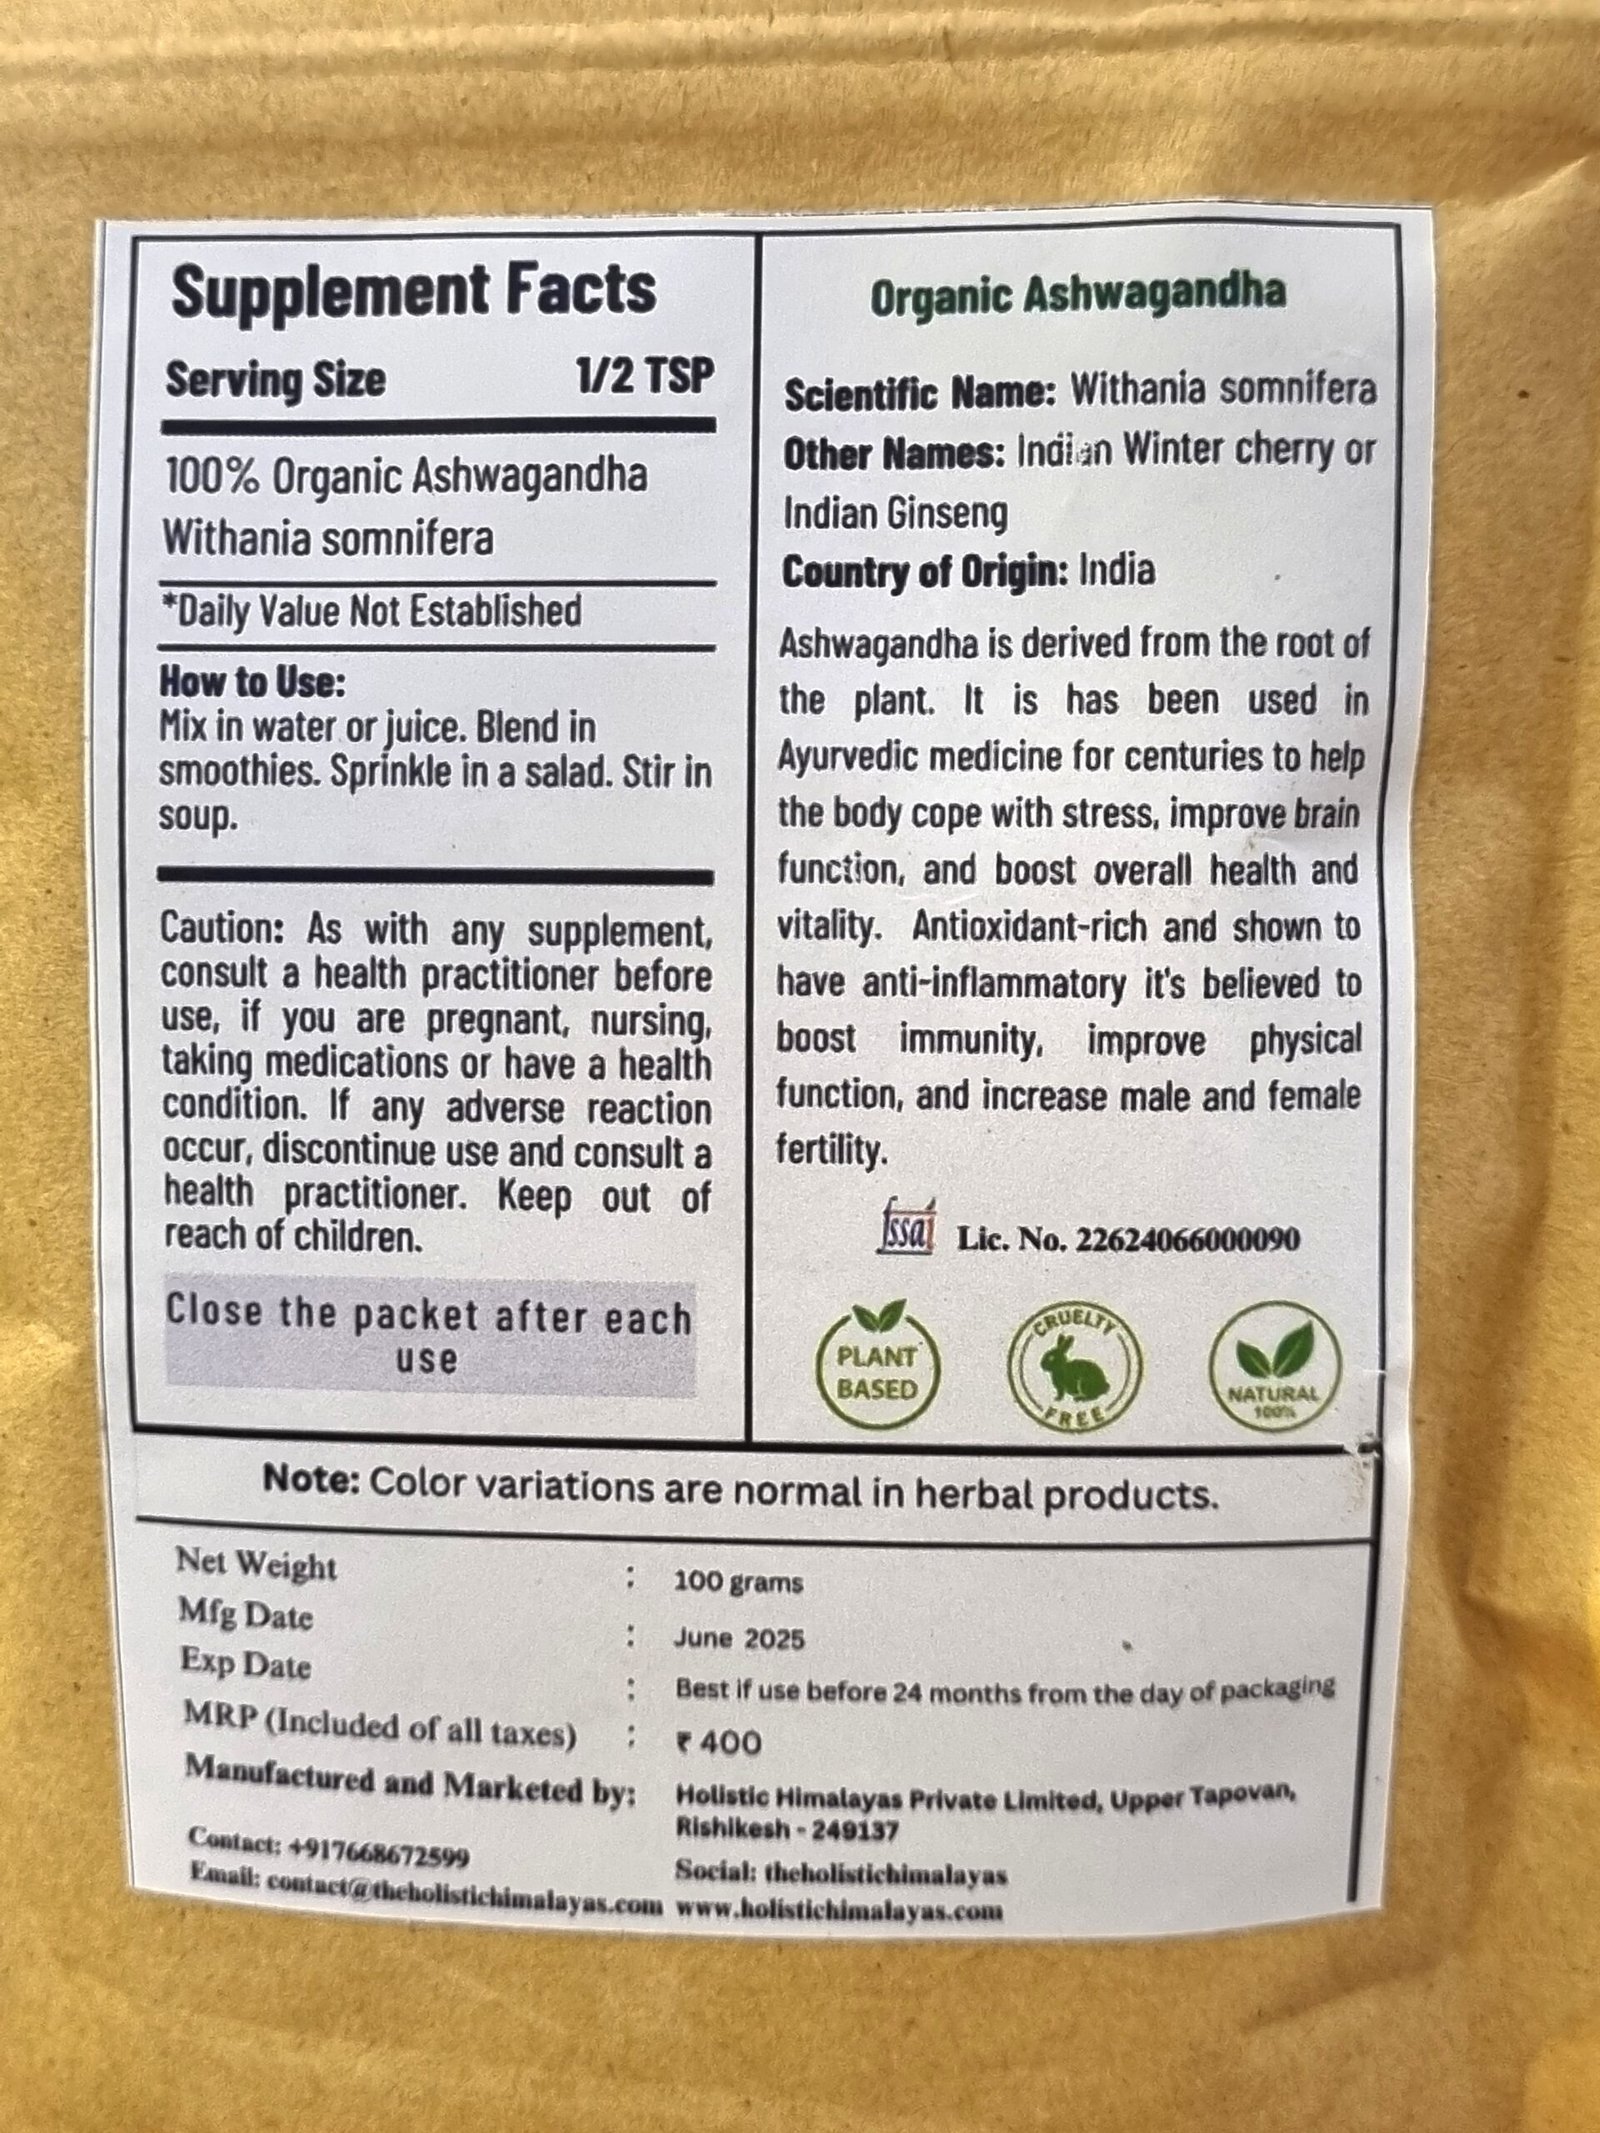 Supplement Facts
Serving Size 1/2 TSP
100% Organic Ashwagandha
Withania somnifera
*Daily Value Not Established
How to Use:
Mix in water or juice. Blend in
smoothies. Sprinkle in a salad. Stir in
soup.
Caution: As with any supplement,
consult a health practitioner before
use, if you are pregnant, nursing,
taking medications or have a health
condition. If any adverse reaction
occur, discontinue use and consult a
health practitioner. Keep out of
reach of children.
Close the packet after each
use
Organic Ashwagandha
Scientific Name: Withania somnifera
Other Names: Indian Winter cherry or
Indian Ginseng
Country of Origin: India
Ashwagandha is derived from the root of
the plant. It is has been used in
Ayurvedic medicine for centuries to help
the body cope with stress, improve brain
function, and boost overall health and
vitality. Antioxidant-rich and shown to
have anti-inflammatory it's believed to
boost immunity, improve physical
function, and increase male and female
fertility.
fssai Lic. No. 22624066000090
PLANT
BASED
CRUELTY
FREE
NATURAL
100%
Note: Color variations are normal in herbal products.
Net Weight : 100 grams
Mfg Date : June 2025
Exp Date : Best if use before 24 months from the day of packaging
MRP (Included of all taxes) : ₹ 400
Manufactured and Marketed by: Holistic Himalayas Private Limited, Upper Tapovan,
Rishikesh - 249137
Contact: +917668672599
Social: theholistichimalayas
Email: contact@theholistichimalayas.com www.holistichimalayas.com